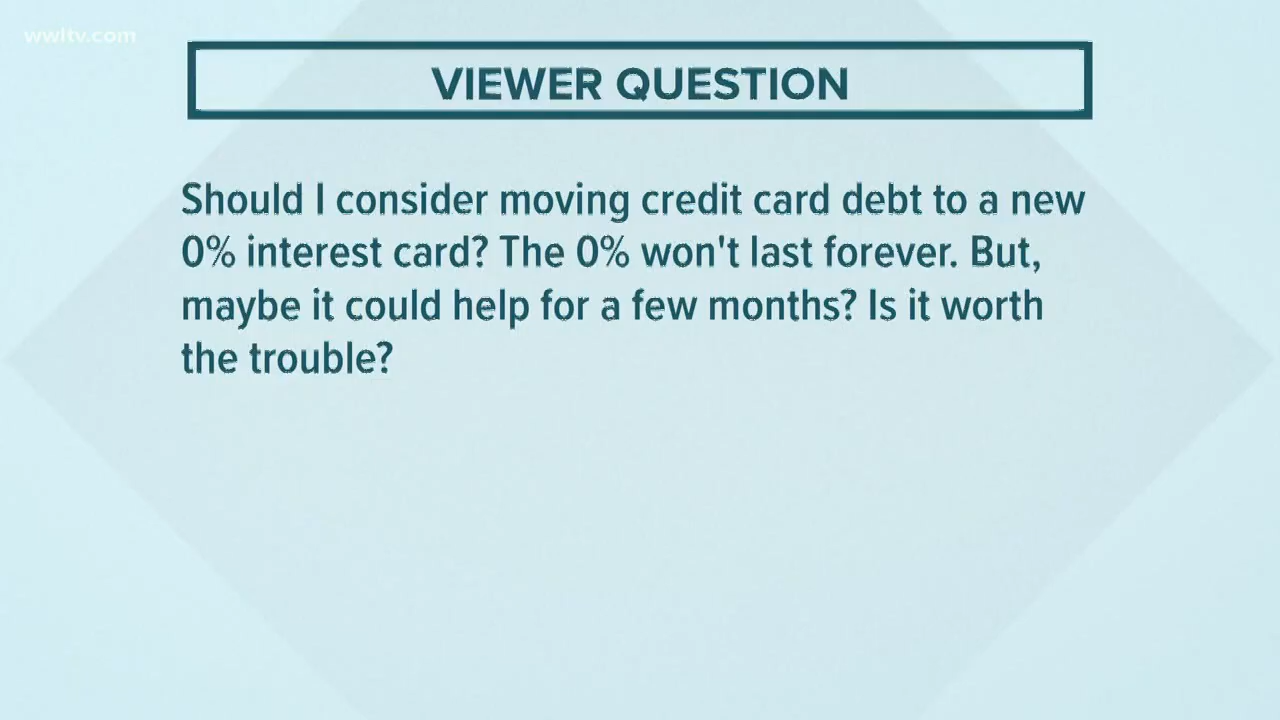 wwltv.com
VIEWER QUESTION
Should I consider moving credit card debt to a new
0% interest card? The 0% won't last forever. But,
maybe it could help for a few months? Is it worth
the trouble?